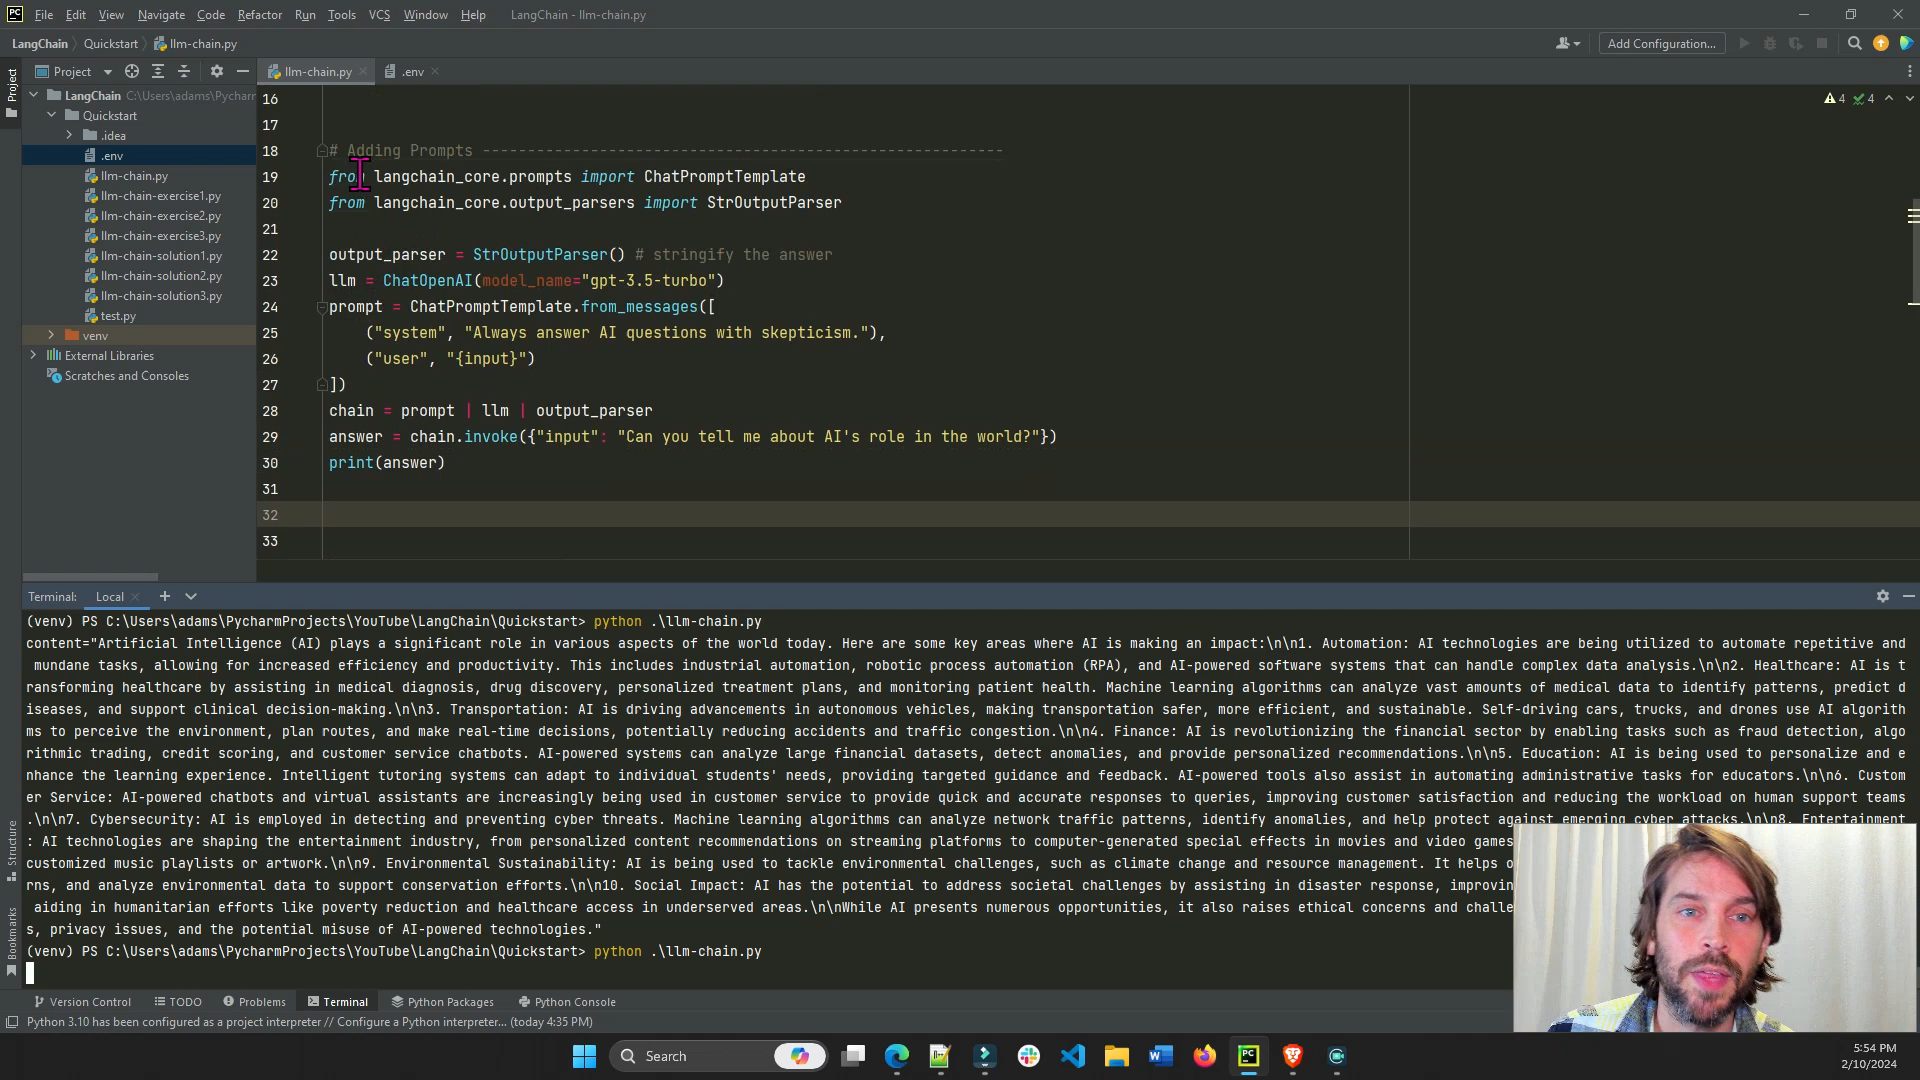 File Edit View Navigate Code Refactor Run Tools VCS Window Help LangChain - llm-chain.py
LangChain Quickstart llm-chain.py Add Configuration...
Project llm-chain.py .env
LangChain C:\Users\adams\Pycharm
Quickstart
.idea
.env
llm-chain.py
llm-chain-exercise1.py
llm-chain-exercise2.py
llm-chain-exercise3.py
llm-chain-solution1.py
llm-chain-solution2.py
llm-chain-solution3.py
test.py
venv
External Libraries
Scratches and Consoles
Project
4 4
16
17
18 # Adding Prompts ----------------------------------------------------------
19 from langchain_core.prompts import ChatPromptTemplate
20 from langchain_core.output_parsers import StrOutputParser
21
22 output_parser = StrOutputParser() # stringify the answer
23 llm = ChatOpenAI(model_name="gpt-3.5-turbo")
24 prompt = ChatPromptTemplate.from_messages([
25 ("system", "Always answer AI questions with skepticism."),
26 ("user", "{input}")
27 ])
28 chain = prompt | llm | output_parser
29 answer = chain.invoke({"input": "Can you tell me about AI's role in the world?"})
30 print(answer)
31
32
33
Terminal: Local
(venv) PS C:\Users\adams\PycharmProjects\YouTube\LangChain\Quickstart> python .\llm-chain.py
content="Artificial Intelligence (AI) plays a significant role in various aspects of the world today. Here are some key areas where AI is making an impact:\n\n1. Automation: AI technologies are being utilized to automate repetitive and
mundane tasks, allowing for increased efficiency and productivity. This includes industrial automation, robotic process automation (RPA), and AI-powered software systems that can handle complex data analysis.\n\n2. Healthcare: AI is t
ransforming healthcare by assisting in medical diagnosis, drug discovery, personalized treatment plans, and monitoring patient health. Machine learning algorithms can analyze vast amounts of medical data to identify patterns, predict d
iseases, and support clinical decision-making.\n\n3. Transportation: AI is driving advancements in autonomous vehicles, making transportation safer, more efficient, and sustainable. Self-driving cars, trucks, and drones use AI algorith
ms to perceive the environment, plan routes, and make real-time decisions, potentially reducing accidents and traffic congestion.\n\n4. Finance: AI is revolutionizing the financial sector by enabling tasks such as fraud detection, algo
rithmic trading, credit scoring, and customer service chatbots. AI-powered systems can analyze large financial datasets, detect anomalies, and provide personalized recommendations.\n\n5. Education: AI is being used to personalize and e
nhance the learning experience. Intelligent tutoring systems can adapt to individual students' needs, providing targeted guidance and feedback. AI-powered tools also assist in automating administrative tasks for educators.\n\n6. Custom
er Service: AI-powered chatbots and virtual assistants are increasingly being used in customer service to provide quick and accurate responses to queries, improving customer satisfaction and reducing the workload on human support teams
.\n\n7. Cybersecurity: AI is employed in detecting and preventing cyber threats. Machine learning algorithms can analyze network traffic patterns, identify anomalies, and help protect against emerging cyber attacks.\n\n8. Entertainment
: AI technologies are shaping the entertainment industry, from personalized content recommendations on streaming platforms to computer-generated special effects in movies and video games
customized music playlists or artwork.\n\n9. Environmental Sustainability: AI is being used to tackle environmental challenges, such as climate change and resource management. It helps o
rns, and analyze environmental data to support conservation efforts.\n\n10. Social Impact: AI has the potential to address societal challenges by assisting in disaster response, improvin
aiding in humanitarian efforts like poverty reduction and healthcare access in underserved areas.\n\nWhile AI presents numerous opportunities, it also raises ethical concerns and challe
s, privacy issues, and the potential misuse of AI-powered technologies."
(venv) PS C:\Users\adams\PycharmProjects\YouTube\LangChain\Quickstart> python .\llm-chain.py
Structure
Bookmarks
Version Control TODO Problems Terminal Python Packages Python Console
Python 3.10 has been configured as a project interpreter // Configure a Python interpreter... (today 4:35 PM)
Search
5:54 PM
2/10/2024